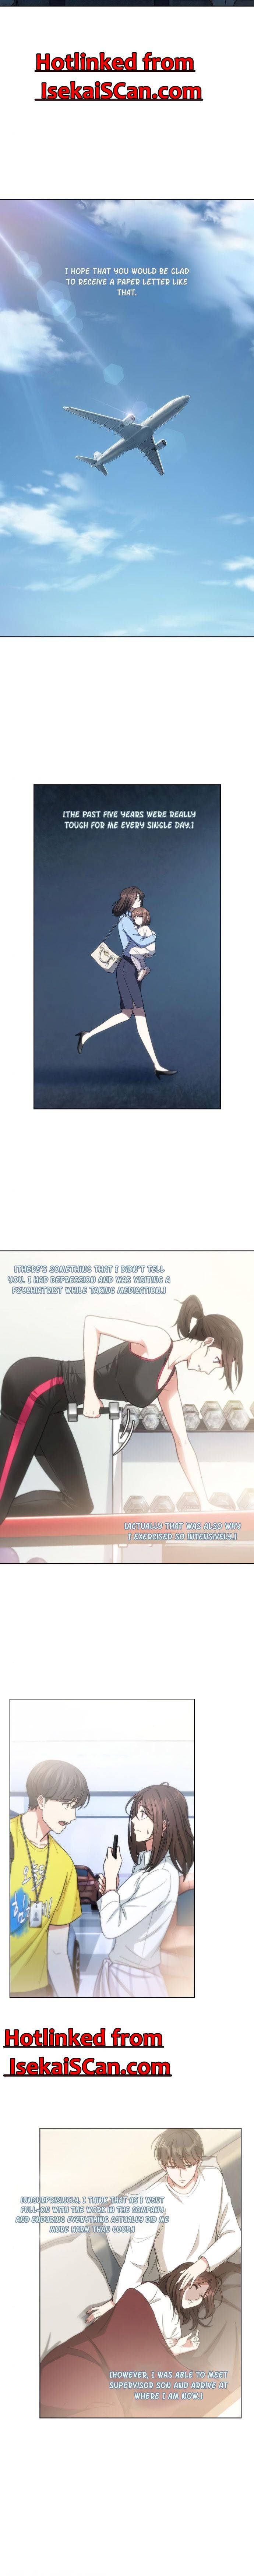 Hotlinked from
IsekaiSCan.com
I HOPE THAT YOU WOULD BE GLAD
TO RECEIVE A PAPER LETTER LIKE
THAT.
[THE PAST FIVE YEARS WERE REALLY
TOUGH FOR ME EVERY SINGLE DAY.]
[THERE'S SOMETHING THAT I DIDN'T TELL
YOU. I HAD DEPRESSION AND WAS VISITING A
PSYCHIATRIST WHILE TAKING MEDICATION.]
[ACTUALLY THAT WAS ALSO WHY
I EXERCISED SO INTENSIVELY.]
Hotlinked from
IsekaiSCan.com
[UNSURPRISINGLY, I THINK THAT AS I WENT
FULL-ON WITH THE WORK IN THE COMPANY
AND ENDURING EVERYTHING ACTUALLY DID ME
MORE HARM THAN GOOD.]
[HOWEVER, I WAS ABLE TO MEET
SUPERVISOR SON AND ARRIVE AT
WHERE I AM NOW.]